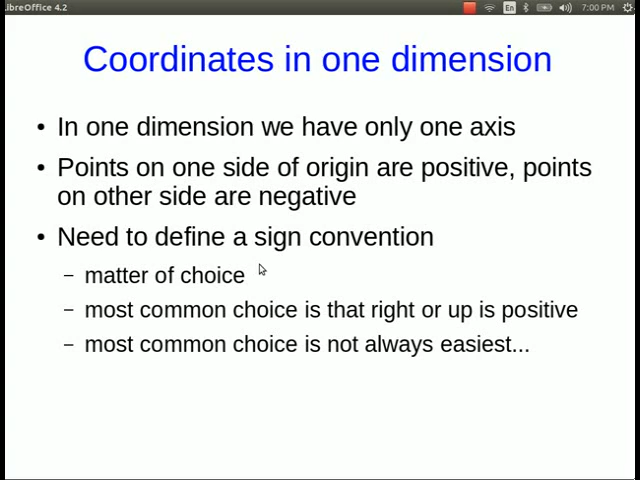 LibreOffice 4.2
En
7:00 PM
Coordinates in one dimension
• In one dimension we have only one axis
• Points on one side of origin are positive, points
on other side are negative
• Need to define a sign convention
– matter of choice
– most common choice is that right or up is positive
– most common choice is not always easiest...